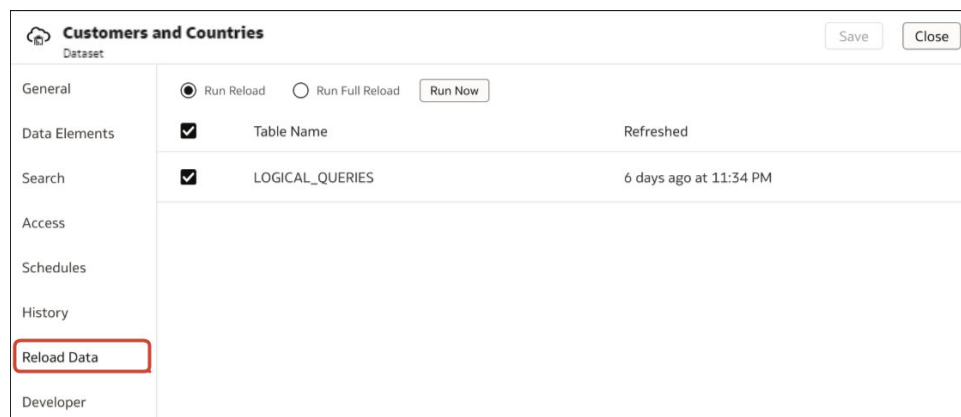 Customers and Countries
Dataset
Save
Close
General
Run Reload
Run Full Reload
Run Now
Data Elements
Table Name
Refreshed
Search
LOGICAL_QUERIES
6 days ago at 11:34 PM
Access
Schedules
History
Reload Data
Developer